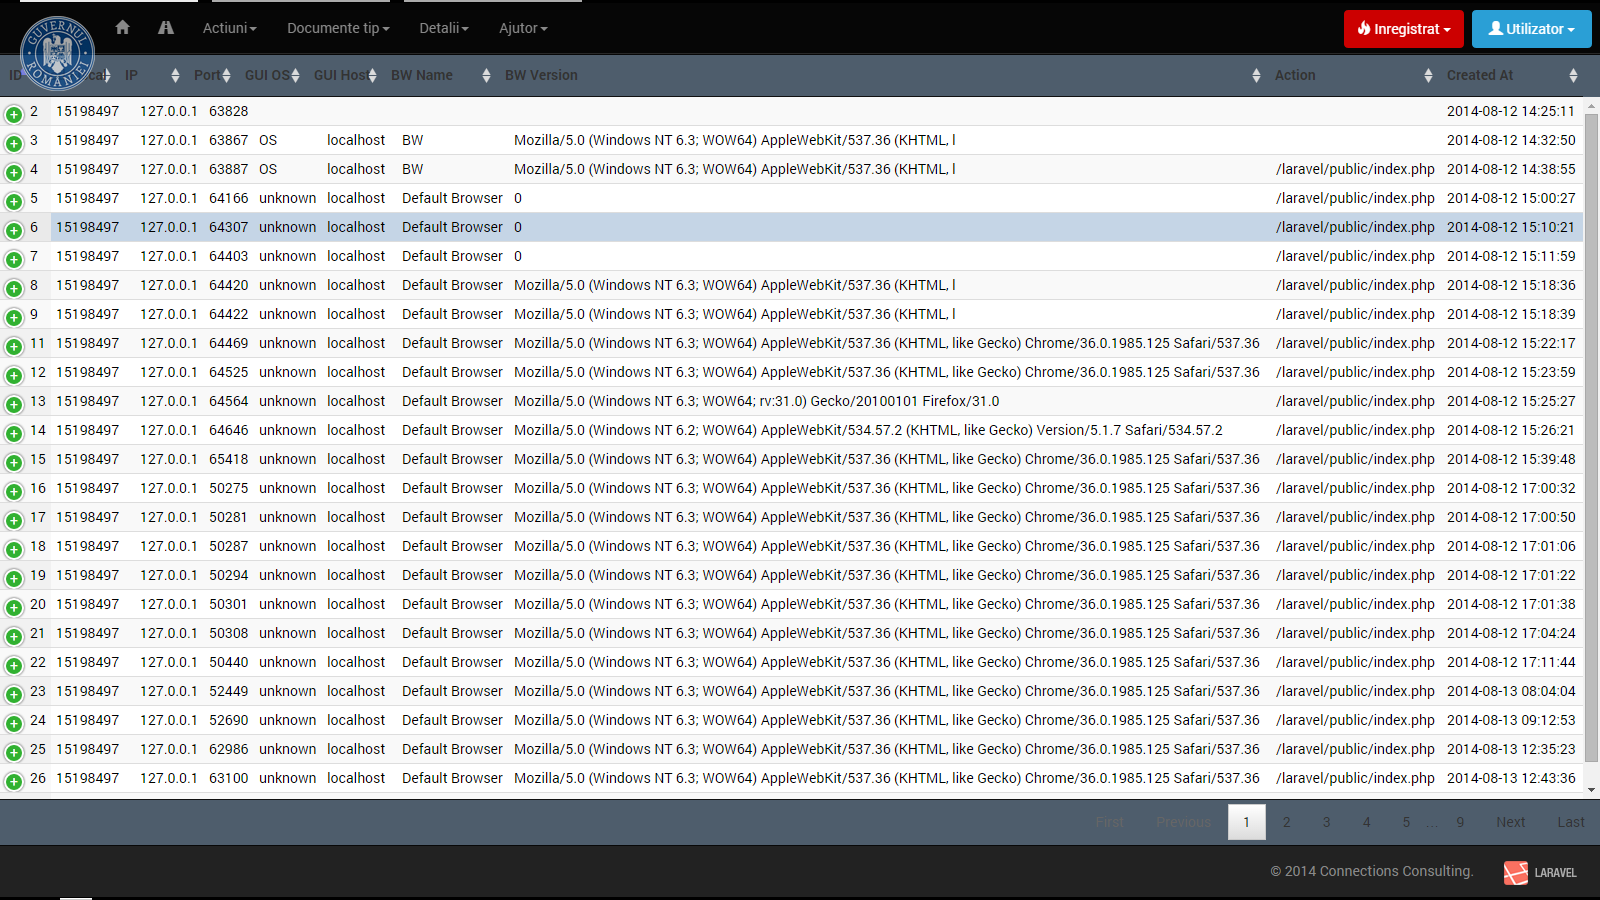 Actiuni Documente tip Detalii Ajutor Inregistrat Utilizator
GUVERNUL ROMÂNIEI
ID IP Port GUI OS GUI Host BW Name BW Version Action Created At
2 15198497 127.0.0.1 63828 2014-08-12 14:25:11
3 15198497 127.0.0.1 63867 OS localhost BW Mozilla/5.0 (Windows NT 6.3; WOW64) AppleWebKit/537.36 (KHTML, l 2014-08-12 14:32:50
4 15198497 127.0.0.1 63887 OS localhost BW Mozilla/5.0 (Windows NT 6.3; WOW64) AppleWebKit/537.36 (KHTML, l /laravel/public/index.php 2014-08-12 14:38:55
5 15198497 127.0.0.1 64166 unknown localhost Default Browser 0 /laravel/public/index.php 2014-08-12 15:00:27
6 15198497 127.0.0.1 64307 unknown localhost Default Browser 0 /laravel/public/index.php 2014-08-12 15:10:21
7 15198497 127.0.0.1 64403 unknown localhost Default Browser 0 /laravel/public/index.php 2014-08-12 15:11:59
8 15198497 127.0.0.1 64420 unknown localhost Default Browser Mozilla/5.0 (Windows NT 6.3; WOW64) AppleWebKit/537.36 (KHTML, l /laravel/public/index.php 2014-08-12 15:18:36
9 15198497 127.0.0.1 64422 unknown localhost Default Browser Mozilla/5.0 (Windows NT 6.3; WOW64) AppleWebKit/537.36 (KHTML, l /laravel/public/index.php 2014-08-12 15:18:39
11 15198497 127.0.0.1 64469 unknown localhost Default Browser Mozilla/5.0 (Windows NT 6.3; WOW64) AppleWebKit/537.36 (KHTML, like Gecko) Chrome/36.0.1985.125 Safari/537.36 /laravel/public/index.php 2014-08-12 15:22:17
12 15198497 127.0.0.1 64525 unknown localhost Default Browser Mozilla/5.0 (Windows NT 6.3; WOW64) AppleWebKit/537.36 (KHTML, like Gecko) Chrome/36.0.1985.125 Safari/537.36 /laravel/public/index.php 2014-08-12 15:23:59
13 15198497 127.0.0.1 64564 unknown localhost Default Browser Mozilla/5.0 (Windows NT 6.3; WOW64; rv:31.0) Gecko/20100101 Firefox/31.0 /laravel/public/index.php 2014-08-12 15:25:27
14 15198497 127.0.0.1 64646 unknown localhost Default Browser Mozilla/5.0 (Windows NT 6.2; WOW64) AppleWebKit/534.57.2 (KHTML, like Gecko) Version/5.1.7 Safari/534.57.2 /laravel/public/index.php 2014-08-12 15:26:21
15 15198497 127.0.0.1 65418 unknown localhost Default Browser Mozilla/5.0 (Windows NT 6.3; WOW64) AppleWebKit/537.36 (KHTML, like Gecko) Chrome/36.0.1985.125 Safari/537.36 /laravel/public/index.php 2014-08-12 15:39:48
16 15198497 127.0.0.1 50275 unknown localhost Default Browser Mozilla/5.0 (Windows NT 6.3; WOW64) AppleWebKit/537.36 (KHTML, like Gecko) Chrome/36.0.1985.125 Safari/537.36 /laravel/public/index.php 2014-08-12 17:00:32
17 15198497 127.0.0.1 50281 unknown localhost Default Browser Mozilla/5.0 (Windows NT 6.3; WOW64) AppleWebKit/537.36 (KHTML, like Gecko) Chrome/36.0.1985.125 Safari/537.36 /laravel/public/index.php 2014-08-12 17:00:50
18 15198497 127.0.0.1 50287 unknown localhost Default Browser Mozilla/5.0 (Windows NT 6.3; WOW64) AppleWebKit/537.36 (KHTML, like Gecko) Chrome/36.0.1985.125 Safari/537.36 /laravel/public/index.php 2014-08-12 17:01:06
19 15198497 127.0.0.1 50294 unknown localhost Default Browser Mozilla/5.0 (Windows NT 6.3; WOW64) AppleWebKit/537.36 (KHTML, like Gecko) Chrome/36.0.1985.125 Safari/537.36 /laravel/public/index.php 2014-08-12 17:01:22
20 15198497 127.0.0.1 50301 unknown localhost Default Browser Mozilla/5.0 (Windows NT 6.3; WOW64) AppleWebKit/537.36 (KHTML, like Gecko) Chrome/36.0.1985.125 Safari/537.36 /laravel/public/index.php 2014-08-12 17:01:38
21 15198497 127.0.0.1 50308 unknown localhost Default Browser Mozilla/5.0 (Windows NT 6.3; WOW64) AppleWebKit/537.36 (KHTML, like Gecko) Chrome/36.0.1985.125 Safari/537.36 /laravel/public/index.php 2014-08-12 17:04:24
22 15198497 127.0.0.1 50440 unknown localhost Default Browser Mozilla/5.0 (Windows NT 6.3; WOW64) AppleWebKit/537.36 (KHTML, like Gecko) Chrome/36.0.1985.125 Safari/537.36 /laravel/public/index.php 2014-08-12 17:11:44
23 15198497 127.0.0.1 52449 unknown localhost Default Browser Mozilla/5.0 (Windows NT 6.3; WOW64) AppleWebKit/537.36 (KHTML, like Gecko) Chrome/36.0.1985.125 Safari/537.36 /laravel/public/index.php 2014-08-13 08:04:04
24 15198497 127.0.0.1 52690 unknown localhost Default Browser Mozilla/5.0 (Windows NT 6.3; WOW64) AppleWebKit/537.36 (KHTML, like Gecko) Chrome/36.0.1985.125 Safari/537.36 /laravel/public/index.php 2014-08-13 09:12:53
25 15198497 127.0.0.1 62986 unknown localhost Default Browser Mozilla/5.0 (Windows NT 6.3; WOW64) AppleWebKit/537.36 (KHTML, like Gecko) Chrome/36.0.1985.125 Safari/537.36 /laravel/public/index.php 2014-08-13 12:35:23
26 15198497 127.0.0.1 63100 unknown localhost Default Browser Mozilla/5.0 (Windows NT 6.3; WOW64) AppleWebKit/537.36 (KHTML, like Gecko) Chrome/36.0.1985.125 Safari/537.36 /laravel/public/index.php 2014-08-13 12:43:36
First Previous 1 2 3 4 5 ... 9 Next Last
© 2014 Connections Consulting. LARAVEL